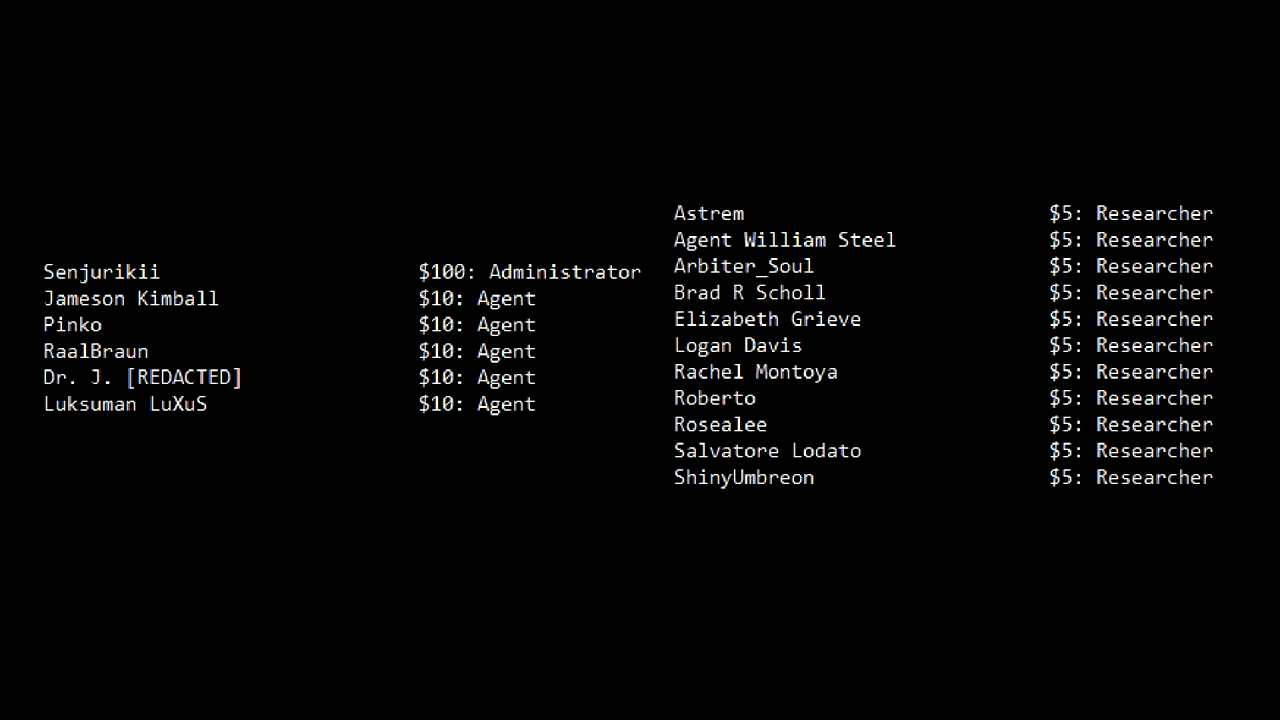 Senjurikii $100: Administrator
Jameson Kimball $10: Agent
Pinko $10: Agent
RaalBraun $10: Agent
Dr. J. [REDACTED] $10: Agent
Luksuman LuXuS $10: Agent
Astrem $5: Researcher
Agent William Steel $5: Researcher
Arbiter_Soul $5: Researcher
Brad R Scholl $5: Researcher
Elizabeth Grieve $5: Researcher
Logan Davis $5: Researcher
Rachel Montoya $5: Researcher
Roberto $5: Researcher
Rosealee $5: Researcher
Salvatore Lodato $5: Researcher
ShinyUmbreon $5: Researcher